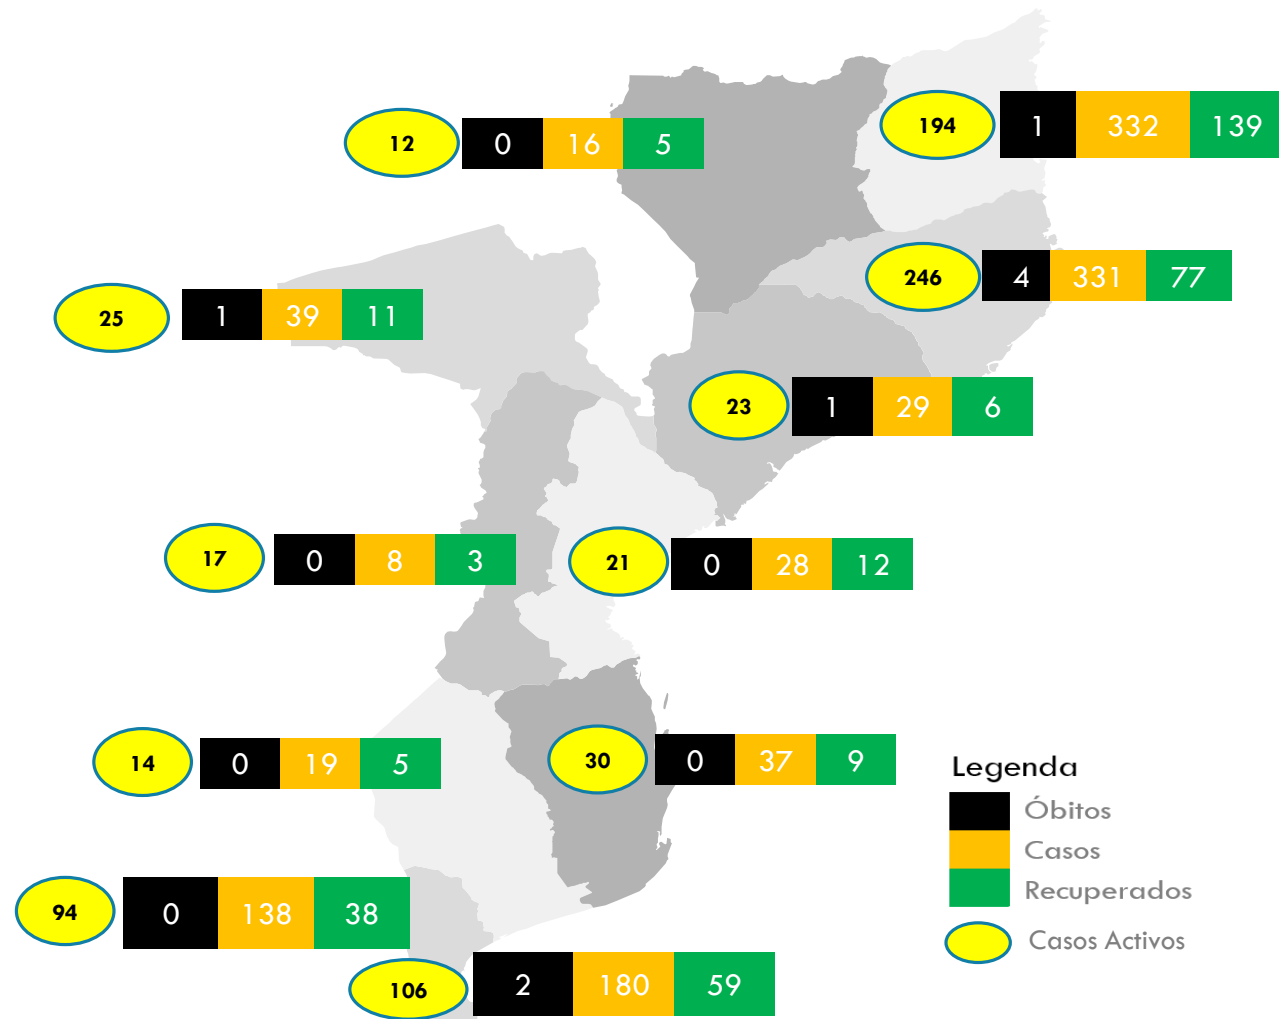 194 1 332 139
12 0 16 5
246 4 331 77
25 1 39 11
23 1 29 6
17 0 8 3
21 0 28 12
14 0 19 5
30 0 37 9
Legenda
Óbitos
Casos
Recuperados
Casos Activos
94 0 138 38
106 2 180 59